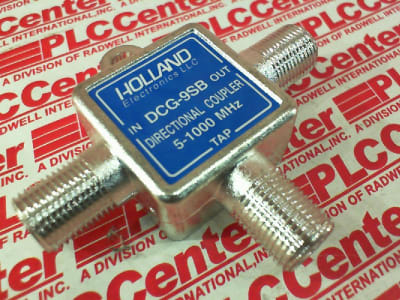 HOLLAND
Electronics LLC
IN DCG-9SB OUT
DIRECTIONAL COUPLER
5-1000 MHz
TAP
PLCCenter
A DIVISION OF RADWELL INTERNATIONAL, INC.